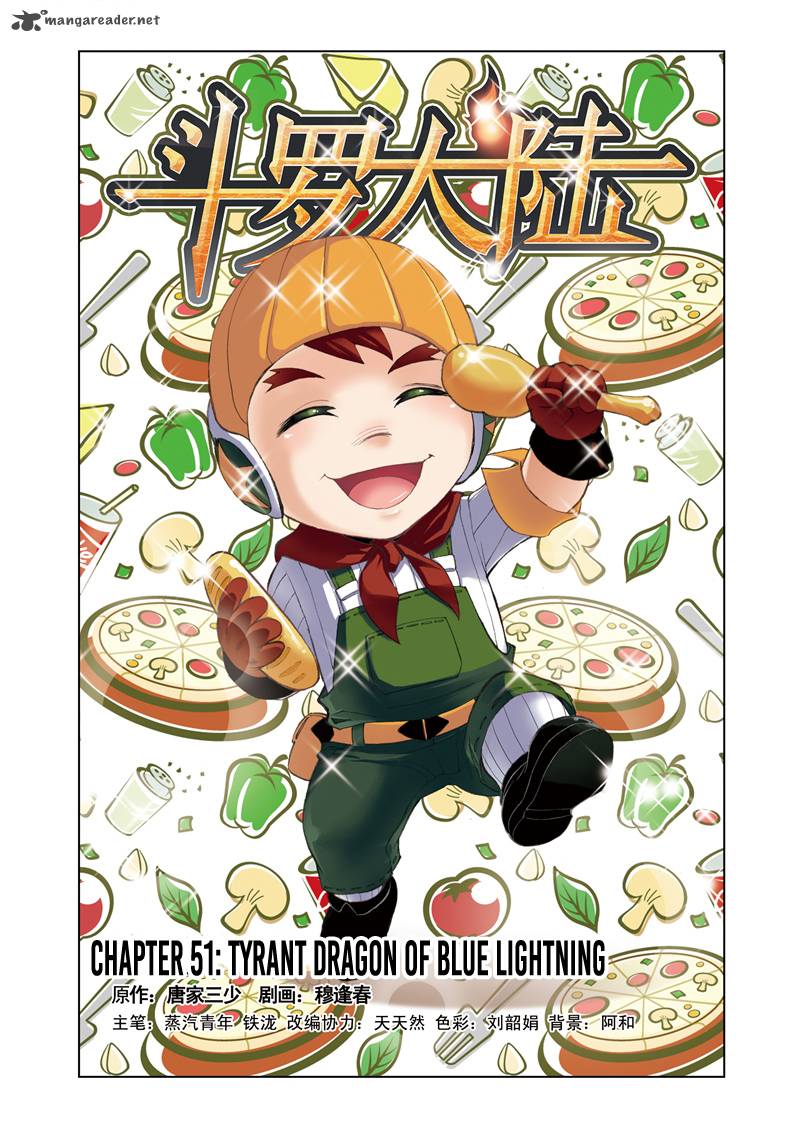 mangareader.net
斗罗大陆
CHAPTER 51: TYRANT DRAGON OF BLUE LIGHTNING
原作：唐家三少 剧画：穆逢春
主笔：蒸汽青年 铁泷 改编协力：天天然 色彩：刘韶娟 背景：阿和